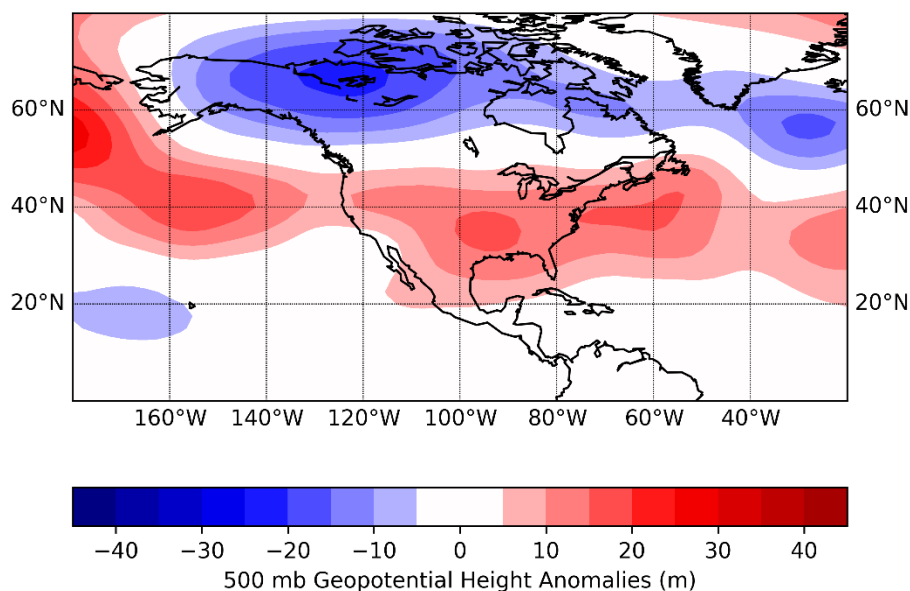 60°N 60°N
40°N 40°N
20°N 20°N
160°W 140°W 120°W 100°W 80°W 60°W 40°W
−40 −30 −20 −10 0 10 20 30 40
500 mb Geopotential Height Anomalies (m)